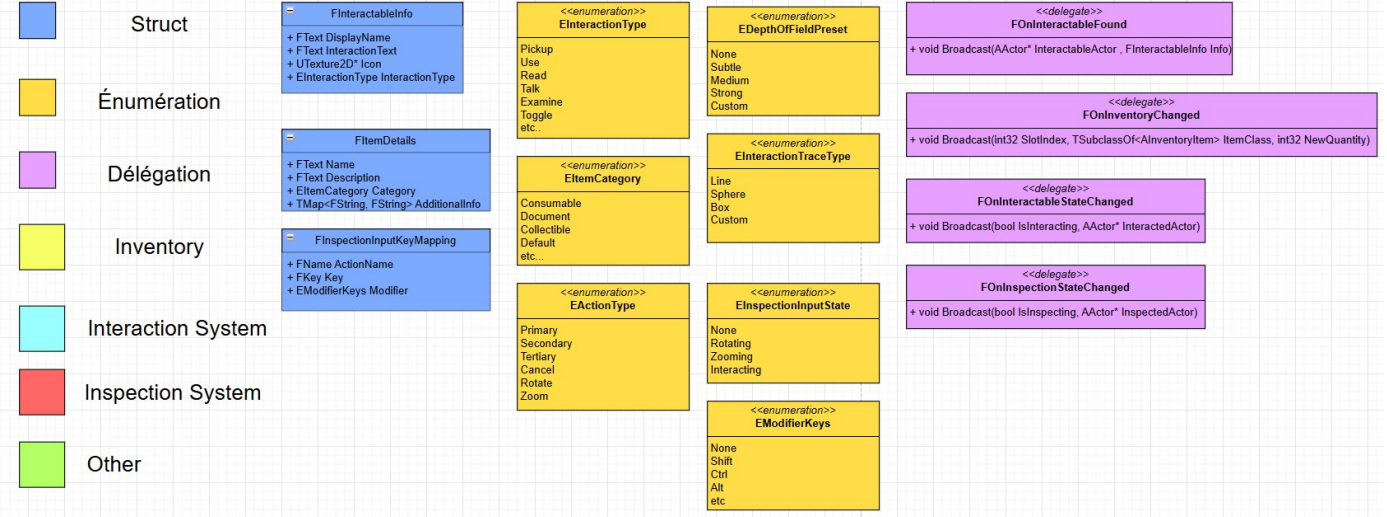 Struct
Énumération
Délégation
Inventory
Interaction System
Inspection System
Other
FInteractableInfo
+ FText DisplayName
+ FText InteractionText
+ UTexture2D* Icon
+ EInteractionType InteractionType
FItemDetails
+ FText Name
+ FText Description
+ EItemCategory Category
+ TMap<FString, FString> AdditionalInfo
FInspectionInputKeyMapping
+ FName ActionName
+ FKey Key
+ EModifierKeys Modifier
<<enumeration>>
EInteractionType
Pickup
Use
Read
Talk
Examine
Toggle
etc..
<<enumeration>>
EItemCategory
Consumable
Document
Collectible
Default
etc...
<<enumeration>>
EActionType
Primary
Secondary
Tertiary
Cancel
Rotate
Zoom
<<enumeration>>
EDepthOfFieldPreset
None
Subtle
Medium
Strong
Custom
<<enumeration>>
EInteractionTraceType
Line
Sphere
Box
Custom
<<enumeration>>
EInspectionInputState
None
Rotating
Zooming
Interacting
<<enumeration>>
EModifierKeys
None
Shift
Ctrl
Alt
etc
<<delegate>>
FOnInteractableFound
+ void Broadcast(AActor* InteractableActor , FInteractableInfo Info)
<<delegate>>
FOnInventoryChanged
+ void Broadcast(int32 SlotIndex, TSubclassOf<AInventoryItem> ItemClass, int32 NewQuantity)
<<delegate>>
FOnInteractableStateChanged
+ void Broadcast(bool IsInteracting, AActor* InteractedActor)
<<delegate>>
FOnInspectionStateChanged
+ void Broadcast(bool IsInspecting, AActor* InspectedActor)